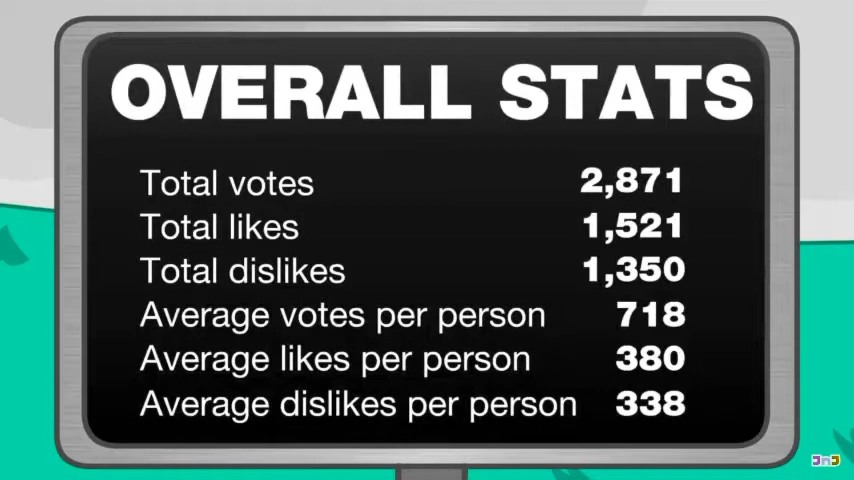 OVERALL STATS
Total votes 2,871
Total likes 1,521
Total dislikes 1,350
Average votes per person 718
Average likes per person 380
Average dislikes per person 338
JnJ